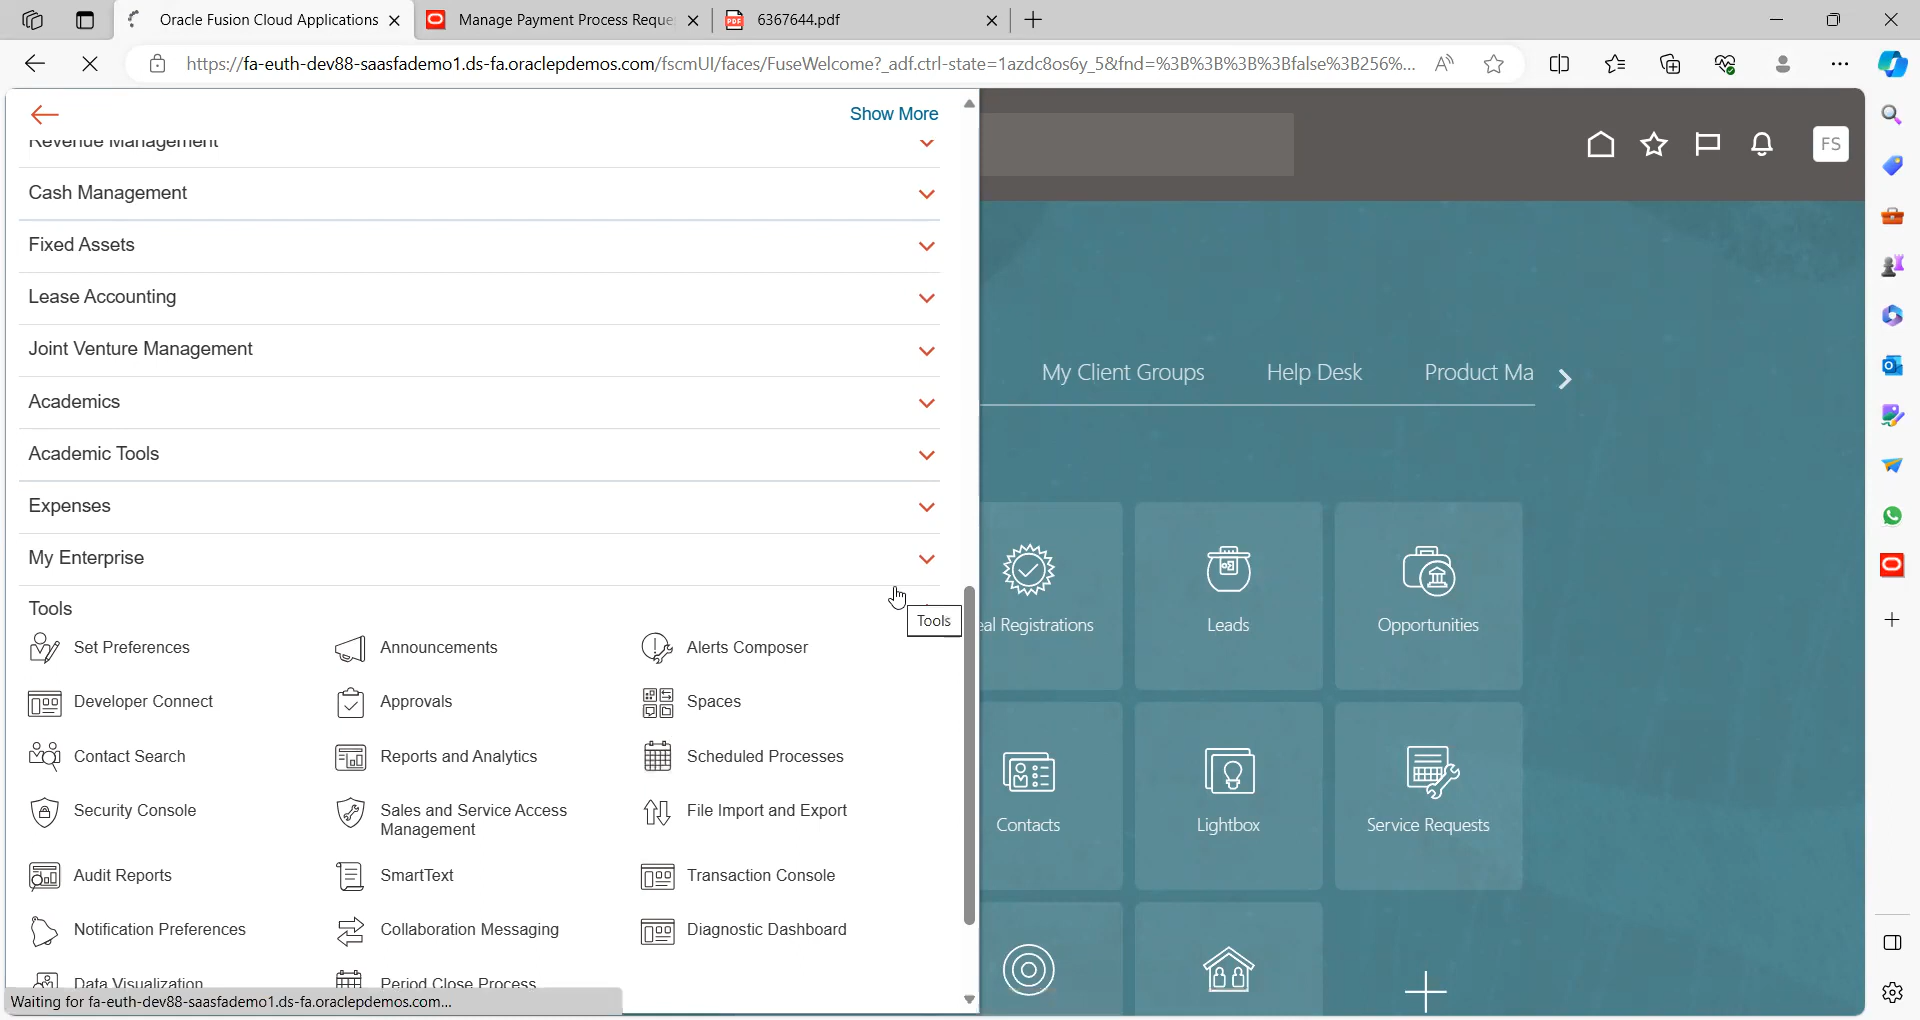 Oracle Fusion Cloud Applications
Manage Payment Process Reque
6367644.pdf
https://fa-euth-dev88-saasfademo1.ds-fa.oraclepdemos.com/fscmUI/faces/FuseWelcome?_adf.ctrl-state=1azdc8os6y_5&fnd=%3B%3B%3B%3Bfalse%3B256%...
Show More
Revenue Management
Cash Management
Fixed Assets
Lease Accounting
Joint Venture Management
Academics
Academic Tools
Expenses
My Enterprise
Tools
Tools
Set Preferences
Announcements
Alerts Composer
Developer Connect
Approvals
Spaces
Contact Search
Reports and Analytics
Scheduled Processes
Security Console
Sales and Service Access
Management
File Import and Export
Audit Reports
SmartText
Transaction Console
Notification Preferences
Collaboration Messaging
Diagnostic Dashboard
Data Visualization
Period Close Process
Waiting for fa-euth-dev88-saasfademo1.ds-fa.oraclepdemos.com...
FS
My Client Groups
Help Desk
Product Ma
eal Registrations
Leads
Opportunities
Contacts
Lightbox
Service Requests